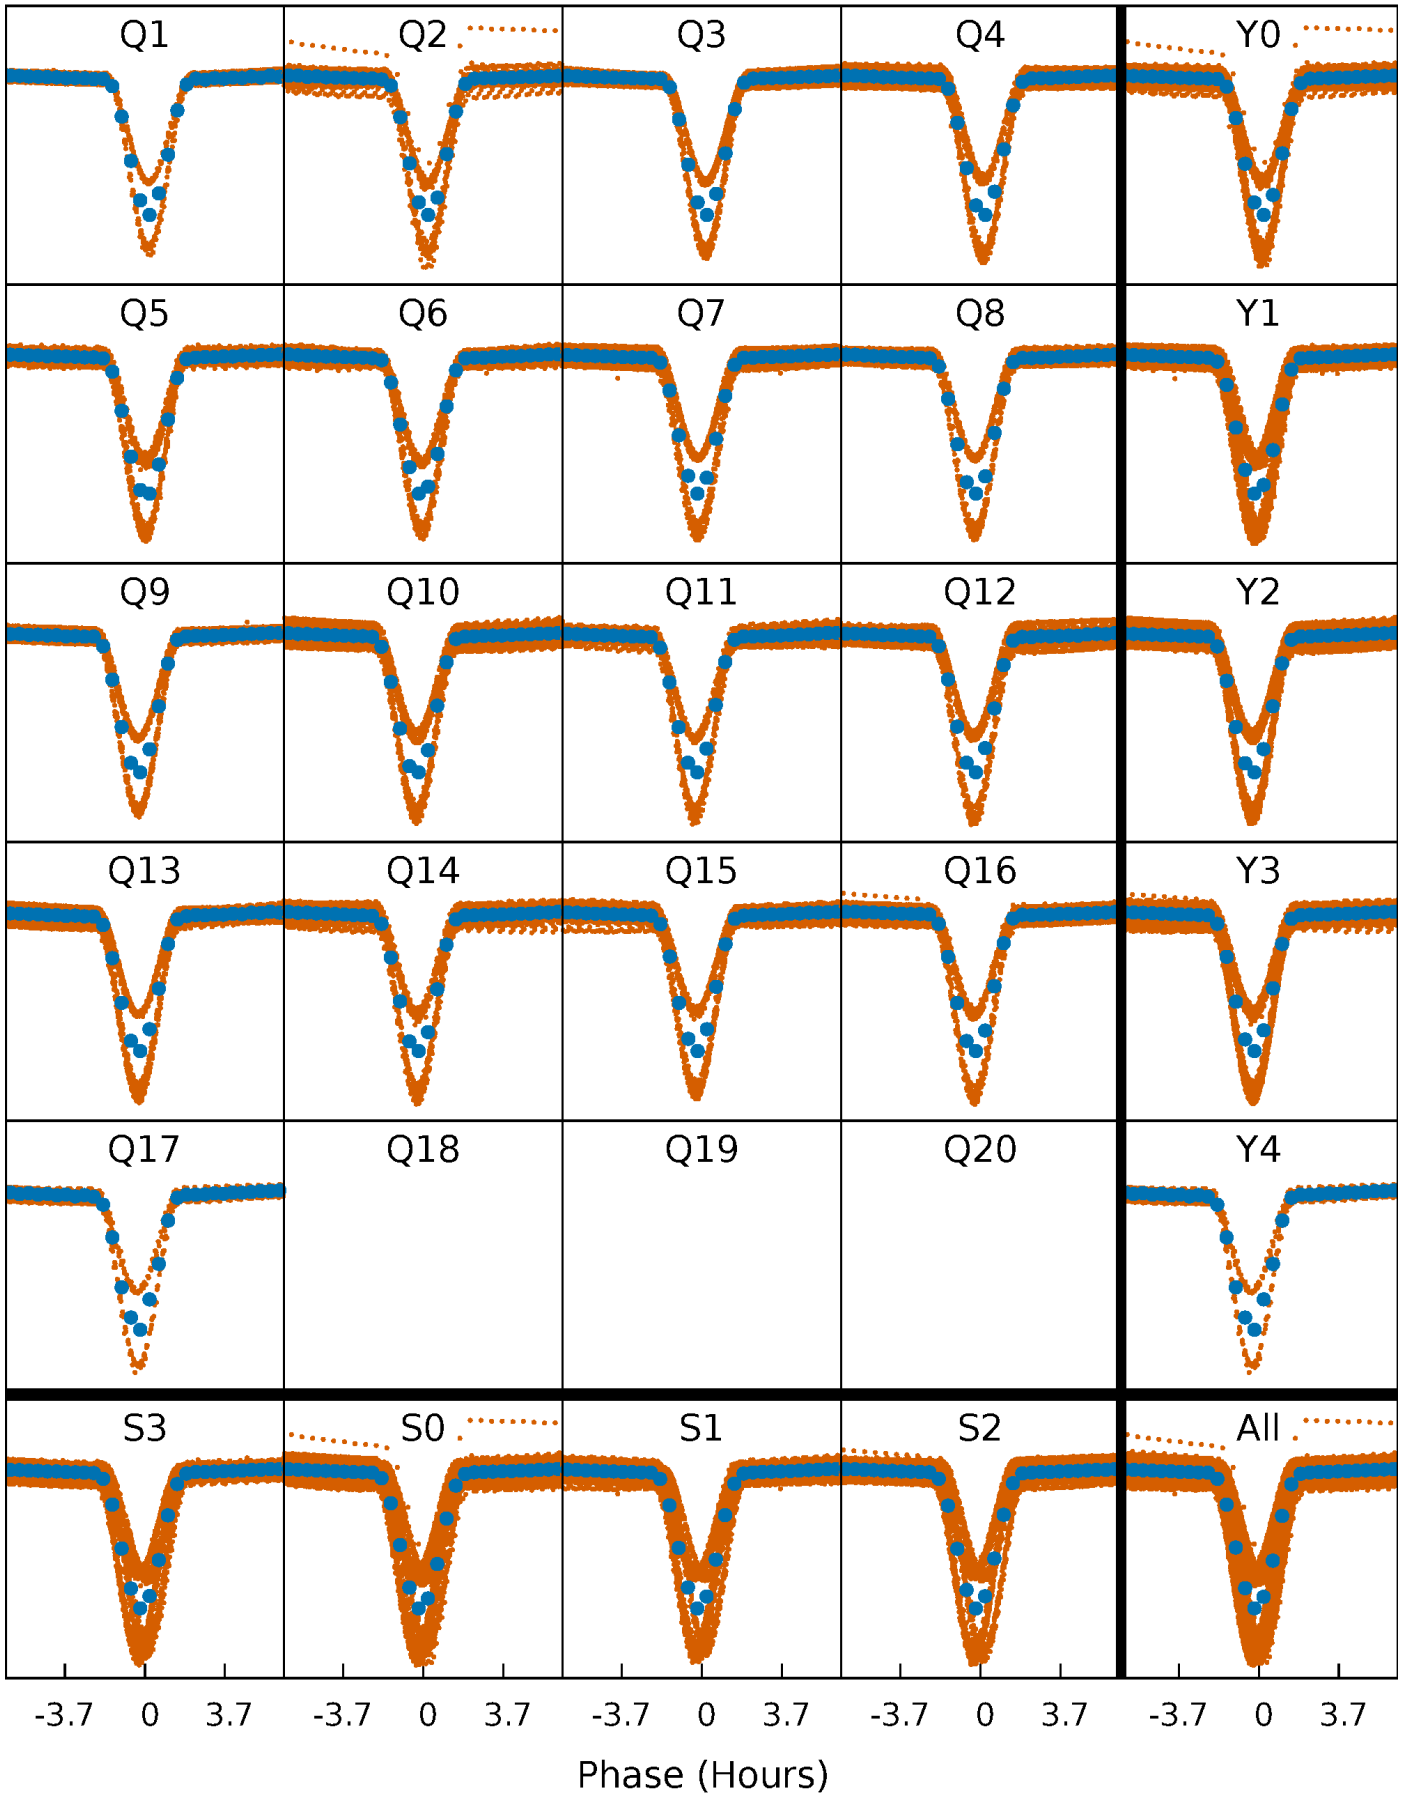 Q1 Q2 Q3 Q4 Y0
Q5 Q6 Q7 Q8 Y1
Q9 Q10 Q11 Q12 Y2
Q13 Q14 Q15 Q16 Y3
Q17 Q18 Q19 Q20 Y4
S3 S0 S1 S2 All
-3.7 0 3.7 -3.7 0 3.7 -3.7 0 3.7 -3.7 0 3.7 -3.7 0 3.7
Phase (Hours)